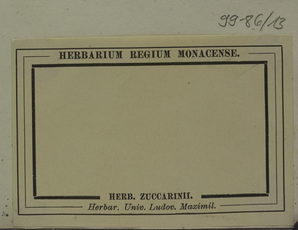 99-86/13
HERBARIUM REGIUM MONACENSE.
HERB. ZUCCARINII.
Herbar. Univ. Ludov. Maximil.